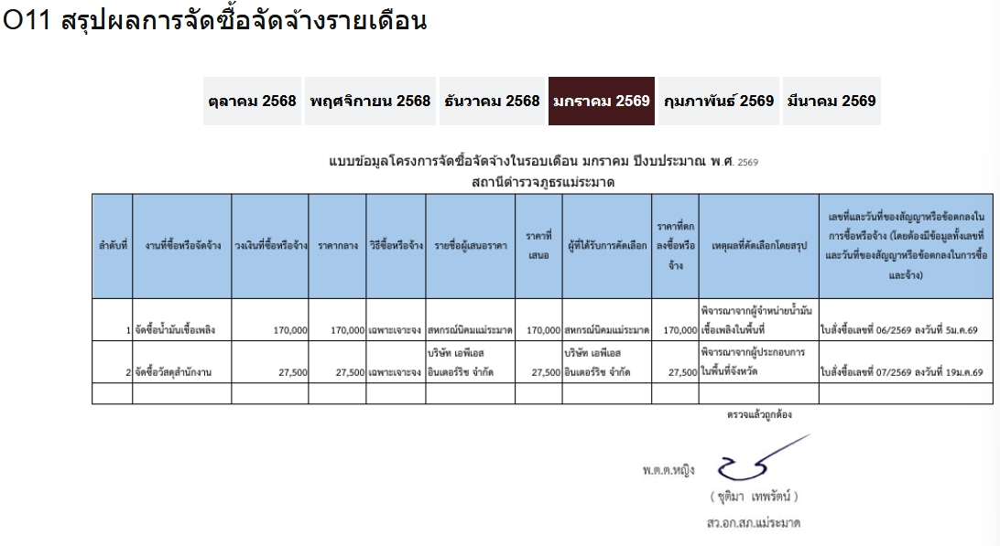 O11 สรุปผลการจัดซื้อจัดจ้างรายเดือน
ตุลาคม 2568 พฤศจิกายน 2568 ธันวาคม 2568 มกราคม 2569 กุมภาพันธ์ 2569 มีนาคม 2569
แบบข้อมูลโครงการจัดซื้อจัดจ้างในรอบเดือน มกราคม ปีงบประมาณ พ.ศ. 2569
สถานีตำรวจภูธรแม่ระมาด
ลำดับที่ งานที่ซื้อหรือจัดจ้าง วงเงินที่ซื้อหรือจ้าง ราคากลาง วิธีซื้อหรือจ้าง รายชื่อผู้เสนอราคา ราคาที่เสนอ ผู้ที่ได้รับการคัดเลือก ราคาที่ตกลงซื้อหรือจ้าง เหตุผลที่คัดเลือกโดยสรุป เลขที่และวันที่ของสัญญาหรือข้อตกลงในการซื้อหรือจ้าง (โดยต้องมีข้อมูลทั้งเลขที่และวันที่ของสัญญาหรือข้อตกลงในการซื้อและจ้าง)
1 จัดซื้อน้ำมันเชื้อเพลิง 170,000 170,000 เฉพาะเจาะจง สหกรณ์นิคมแม่ระมาด 170,000 สหกรณ์นิคมแม่ระมาด 170,000 พิจารณาจากผู้จำหน่ายน้ำมันเชื้อเพลิงในพื้นที่ ใบสั่งซื้อเลขที่ 06/2569 ลงวันที่ 5ม.ค.69
2 จัดซื้อวัสดุสำนักงาน 27,500 27,500 เฉพาะเจาะจง บริษัท เอพีเอส อินเตอร์ริช จำกัด 27,500 บริษัท เอพีเอส อินเตอร์ริช จำกัด 27,500 พิจารณาจากผู้ประกอบการในพื้นที่จังหวัด ใบสั่งซื้อเลขที่ 07/2569 ลงวันที่ 19ม.ค.69
ตรวจแล้วถูกต้อง
พ.ต.ต.หญิง
( ชุติมา เทพรัตน์ )
สว.อก.สภ.แม่ระมาด